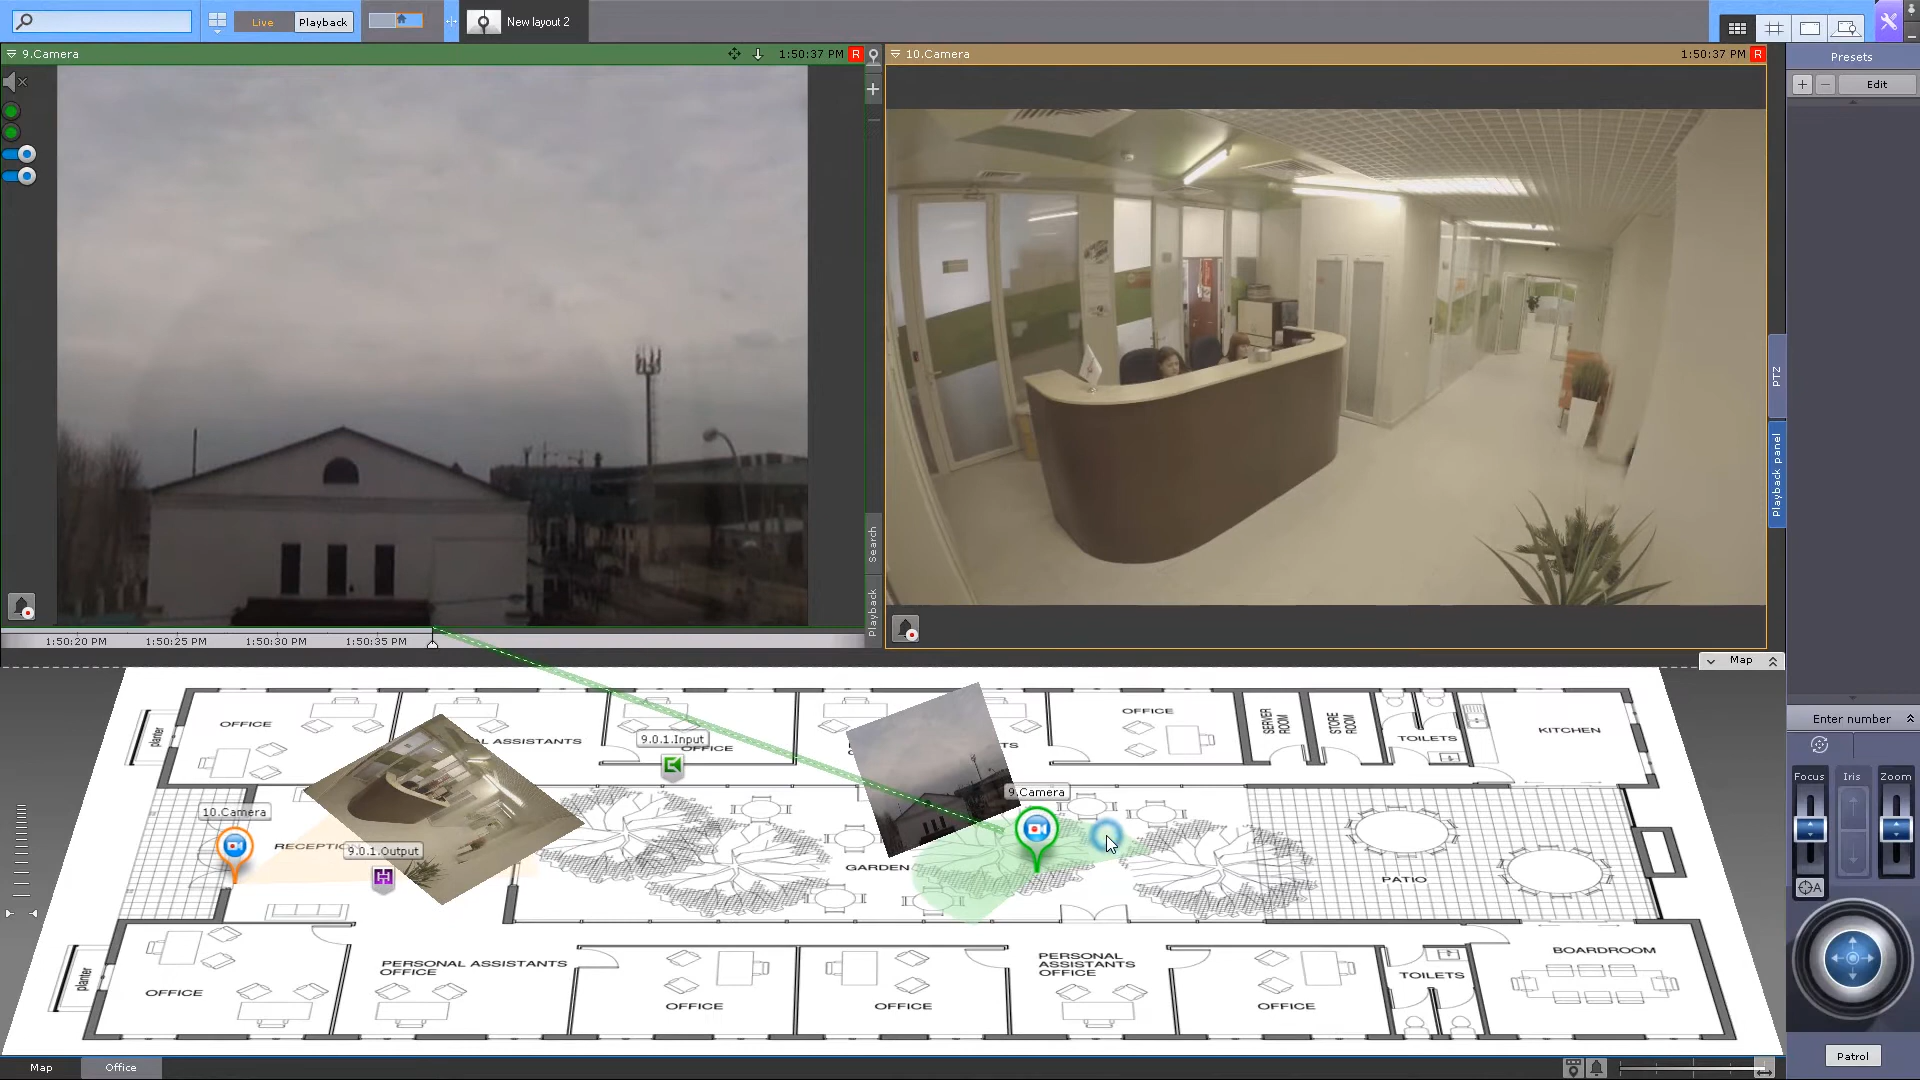 Live
Playback
New layout 2
9.Camera
1:50:37 PM
R
10.Camera
1:50:37 PM
R
Presets
Edit
PTZ
Playback panel
Search
Playback
1:50:20 PM
1:50:25 PM
1:50:30 PM
1:50:35 PM
Map
Enter number
Focus
Iris
Zoom
A
Patrol
OFFICE
9.0.1.Input
OFFICE
OFFICE
SERVER
ROOM
STORE
ROOM
TOILETS
KITCHEN
planter
9.Camera
10.Camera
9.0.1.Output
GARDEN
PATIO
PERSONAL ASSISTANTS
OFFICE
PERSONAL
ASSISTANTS
OFFICE
BOARDROOM
TOILETS
planter
OFFICE
OFFICE
OFFICE
OFFICE
Map
Office